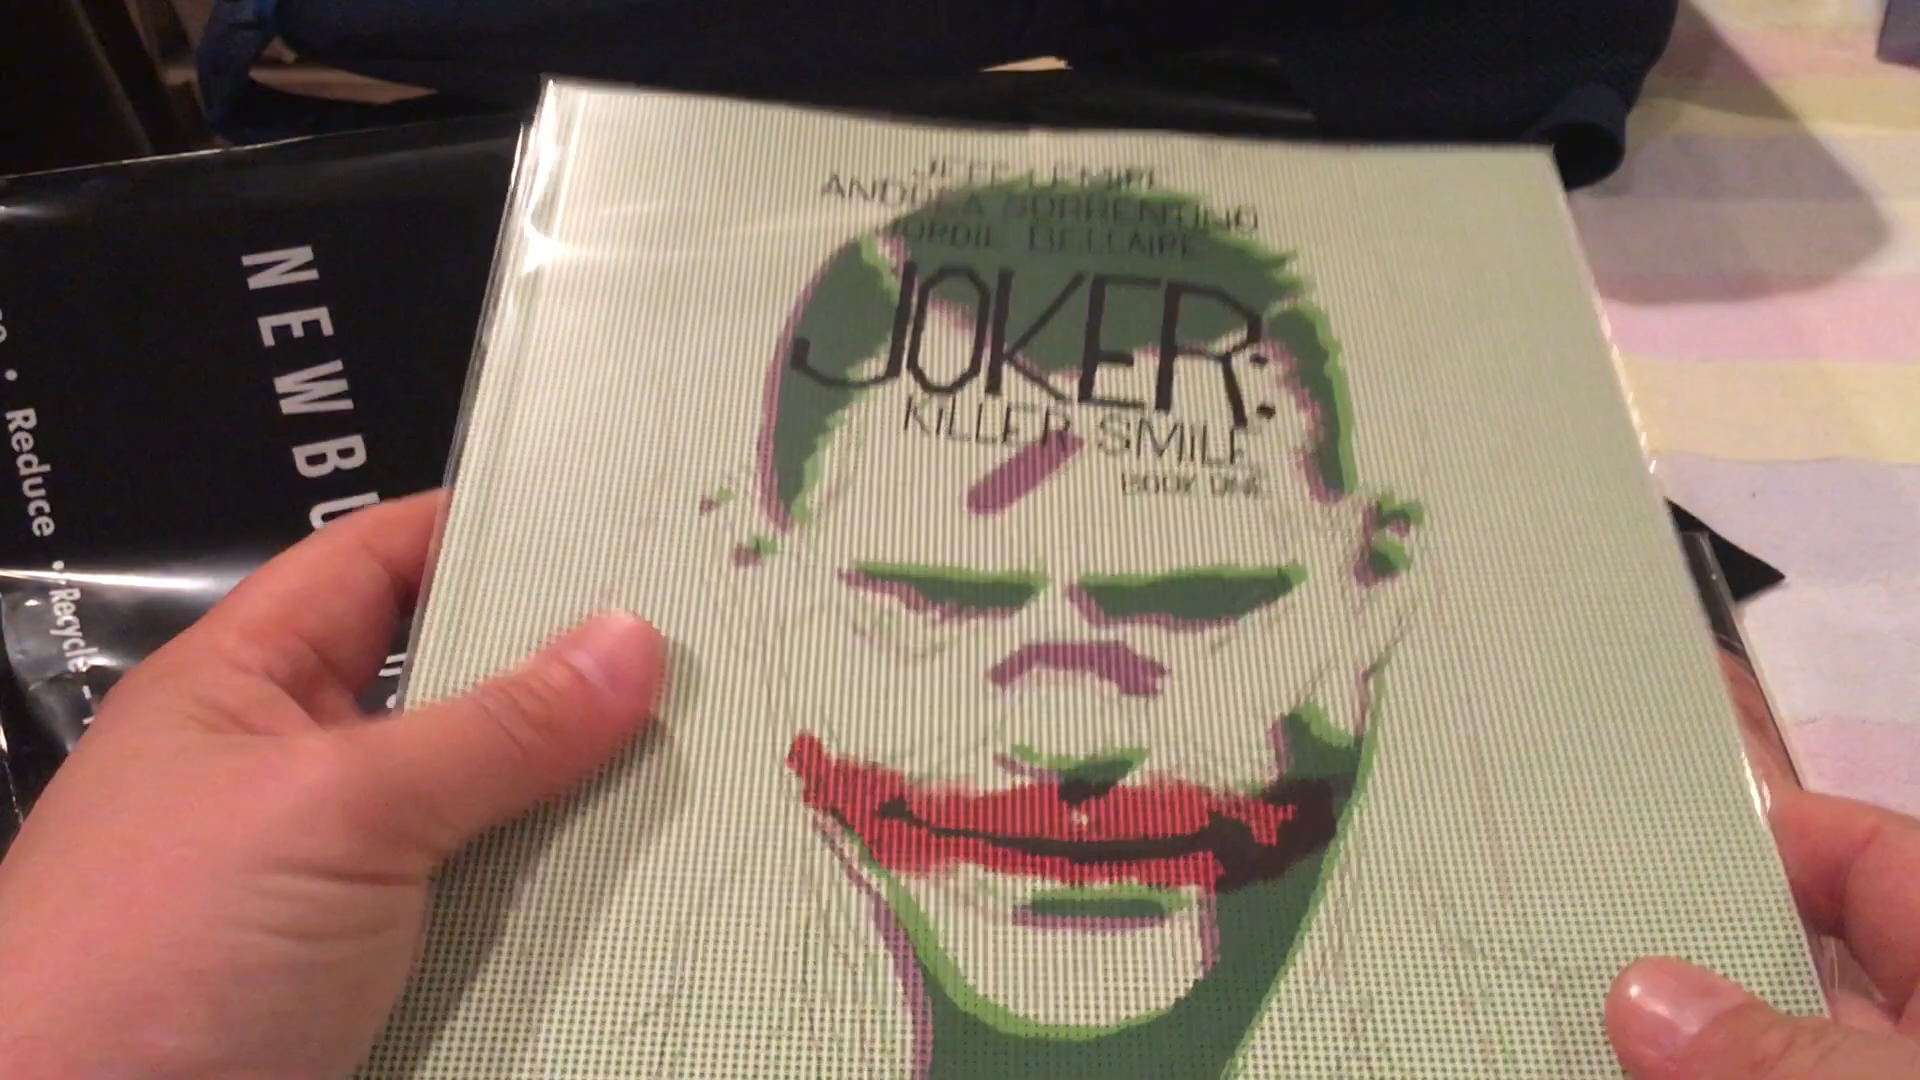 JEFF LEMIRE
ANDREA SORRENTINO
JORDIE BELLAIRE
JOKER:
KILLER SMILE
BOOK ONE
NEWBU
Reduce
Recycle